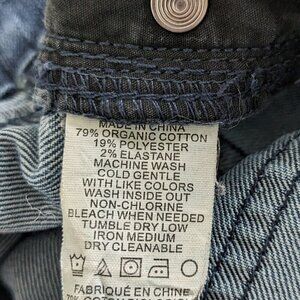 MADE IN CHINA
79% ORGANIC COTTON
19% POLYESTER
2% ELASTANE
MACHINE WASH
COLD GENTLE
WITH LIKE COLORS
WASH INSIDE OUT
NON-CHLORINE
BLEACH WHEN NEEDED
TUMBLE DRY LOW
IRON MEDIUM
DRY CLEANABLE
FABRIQUÉ EN CHINE